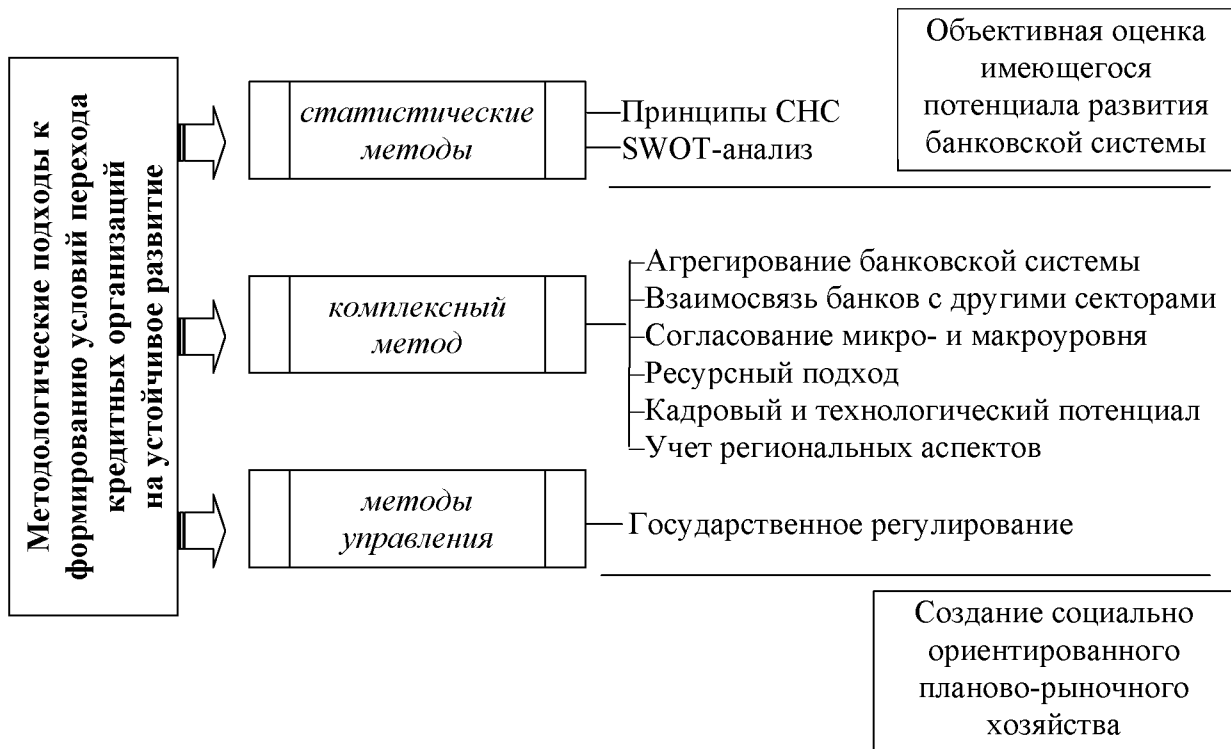 Методологические подходы к
формированию условий перехода
кредитных организаций
на устойчивое развитие
статистические
методы
Принципы СНС
SWOT-анализ
Объективная оценка
имеющегося
потенциала развития
банковской системы
комплексный
метод
Агрегирование банковской системы
Взаимосвязь банков с другими секторами
Согласование микро- и макроуровня
Ресурсный подход
Кадровый и технологический потенциал
Учет региональных аспектов
методы
управления
Государственное регулирование
Создание социально
ориентированного
планово-рыночного
хозяйства